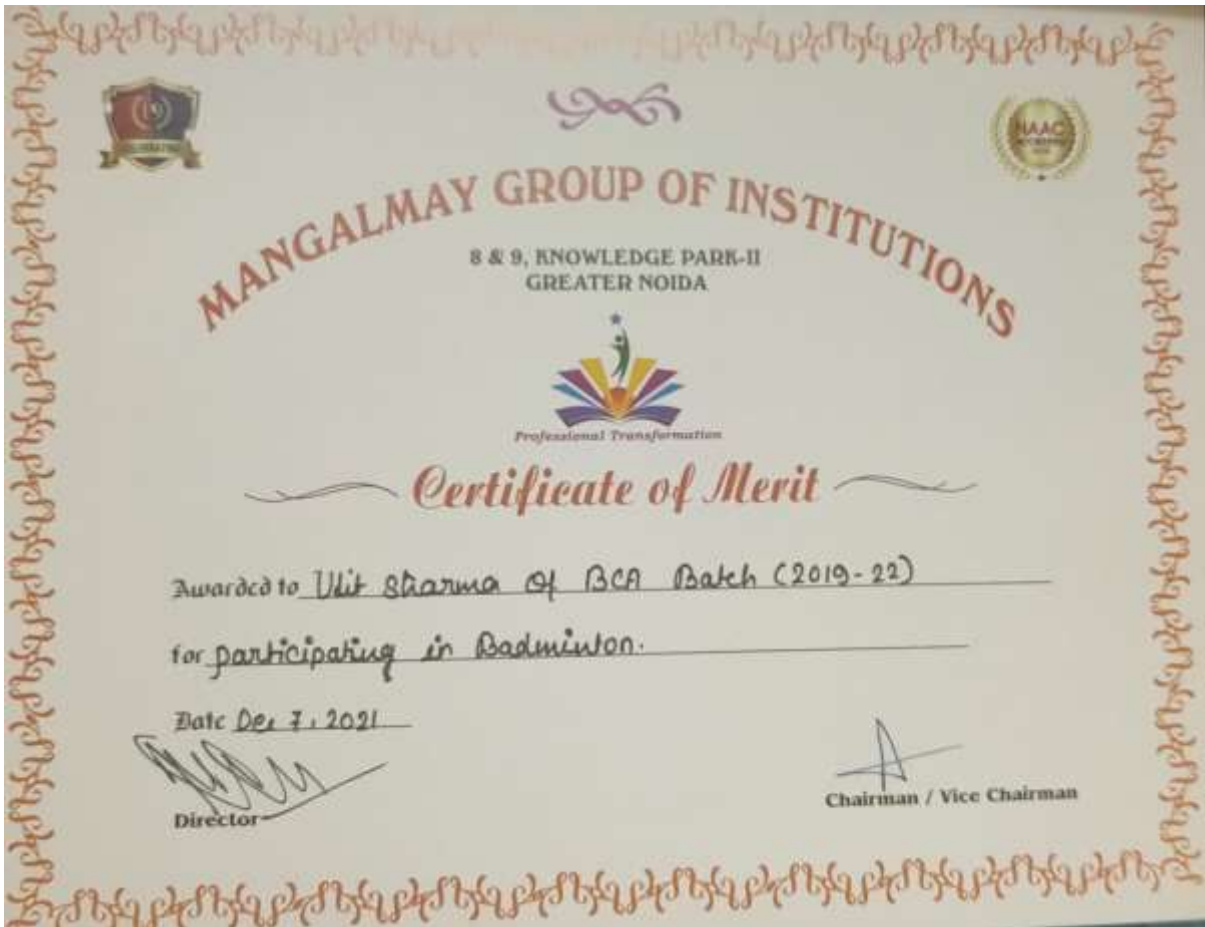 NAAC
MANGALMAY GROUP OF INSTITUTIONS
8 & 9, KNOWLEDGE PARK-II
GREATER NOIDA
Professional Transformation
Certificate of Merit
Awarded to Udit Sharma Of BCA Batch (2019-22)
for participating in Badminton.
Date Dec 7, 2021
Director
Chairman / Vice Chairman